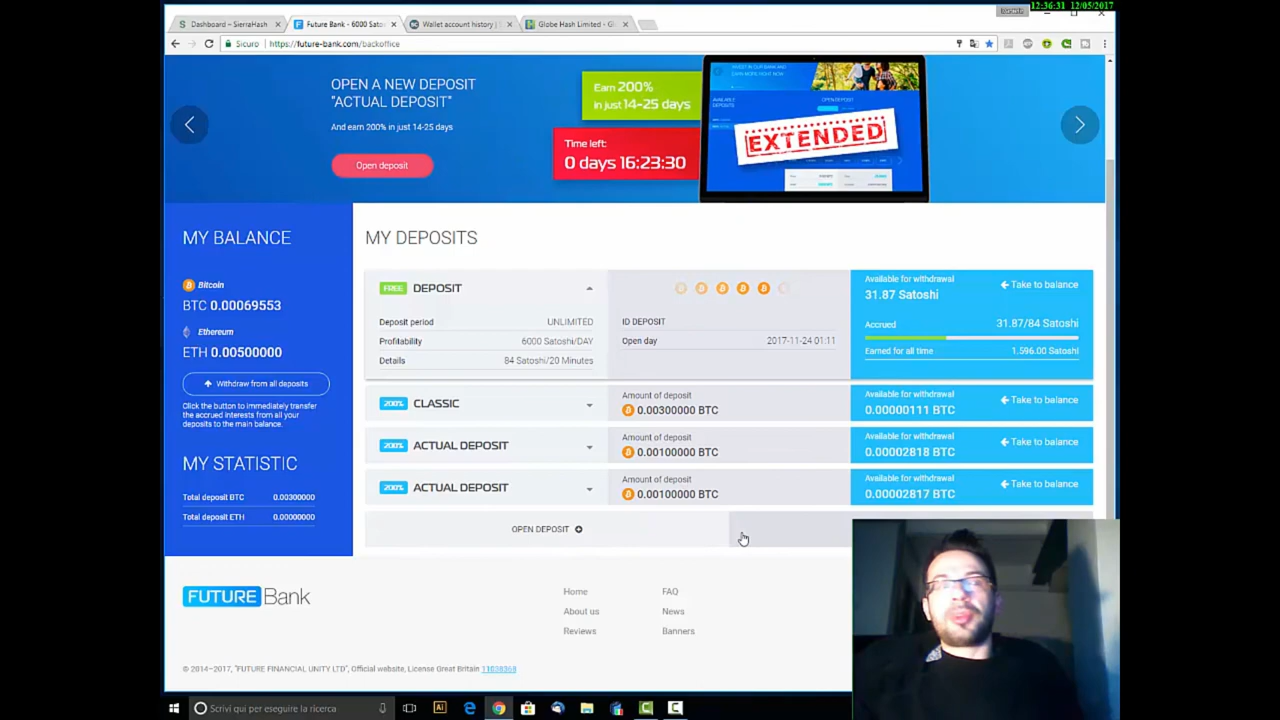 12:36:31 12/05/2017
Dashboard – SierraHash
Future Bank - 6000 Sato
Wallet account history |
Globe Hash Limited - G
Sicuro
https://future-bank.com/backoffice
OPEN A NEW DEPOSIT
"ACTUAL DEPOSIT"
And earn 200% in just 14-25 days
Open deposit
Earn 200%
in just 14-25 days
Time left:
0 days 16:23:30
EXTENDED
MY BALANCE
Bitcoin
BTC 0.00069553
Ethereum
ETH 0.00500000
Withdraw from all deposits
Click the button to immediately transfer
the accrued interests from all your
deposits to the main balance.
MY STATISTIC
Total deposit BTC 0.00300000
Total deposit ETH 0.00000000
MY DEPOSITS
FREE DEPOSIT
Deposit period UNLIMITED
Profitability 6000 Satoshi/DAY
Details 84 Satoshi/20 Minutes
ID DEPOSIT
Open day 2017-11-24 01:11
Available for withdrawal
31.87 Satoshi
Take to balance
Accrued 31.87/84 Satoshi
Earned for all time 1,596.00 Satoshi
200% CLASSIC
Amount of deposit
0.00300000 BTC
Available for withdrawal
0.00000111 BTC
Take to balance
200% ACTUAL DEPOSIT
Amount of deposit
0.00100000 BTC
Available for withdrawal
0.00002818 BTC
Take to balance
200% ACTUAL DEPOSIT
Amount of deposit
0.00100000 BTC
Available for withdrawal
0.00002817 BTC
Take to balance
OPEN DEPOSIT
FUTURE Bank
Home
About us
Reviews
FAQ
News
Banners
© 2014–2017, "FUTURE FINANCIAL UNITY LTD", Official website, License Great Britain 11038368
Scrivi qui per eseguire la ricerca